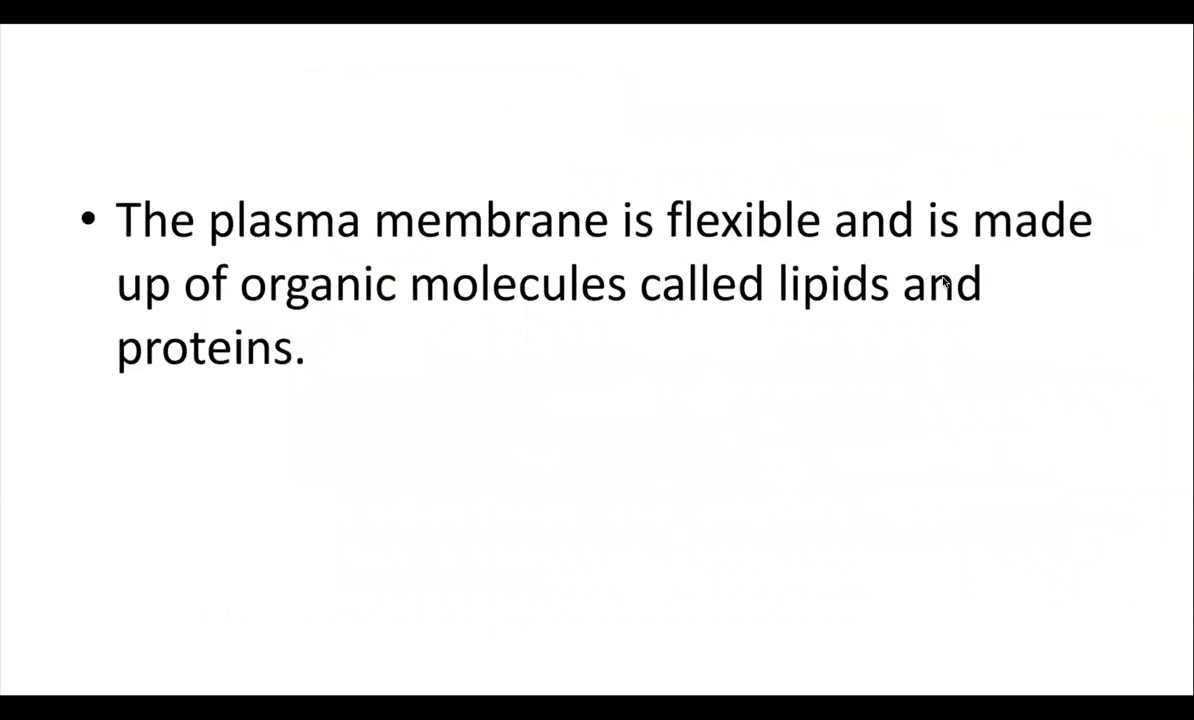 • The plasma membrane is flexible and is made
up of organic molecules called lipids and
proteins.